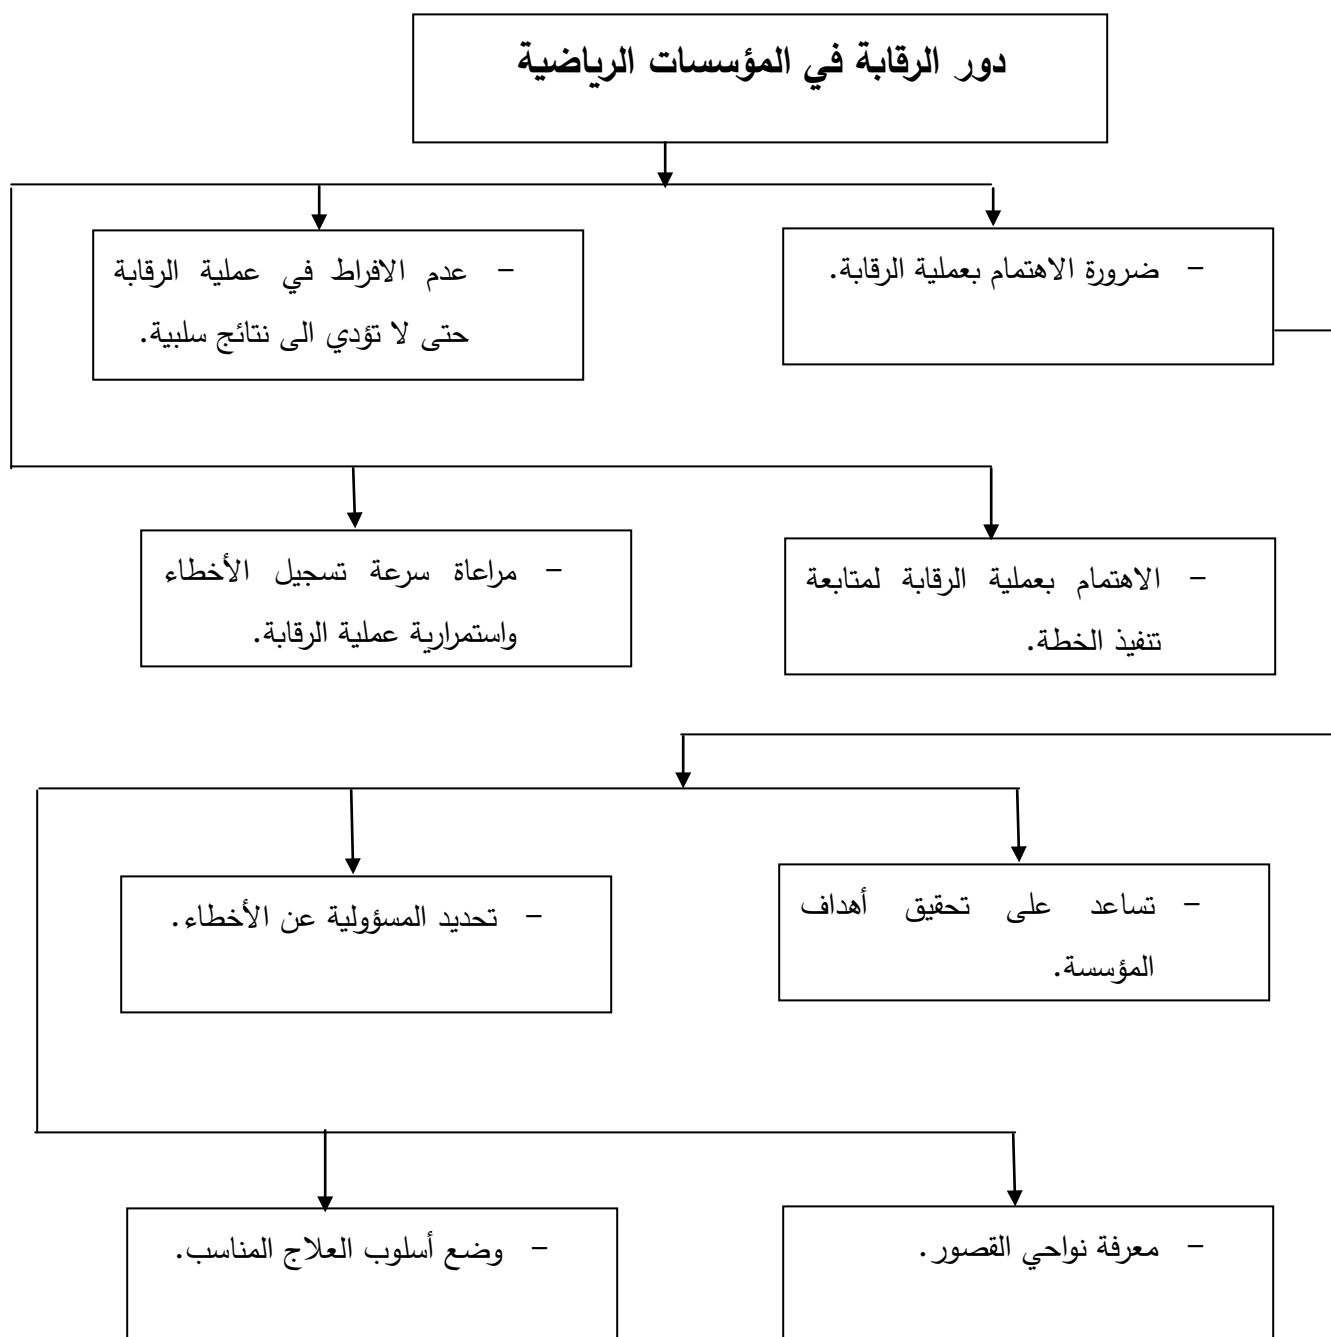 دور الرقابة في المؤسسات الرياضية
- ضرورة الاهتمام بعملية الرقابة.
- عدم الافراط في عملية الرقابة
حتى لا تؤدي الى نتائج سلبية.
- الاهتمام بعملية الرقابة لمتابعة
تنفيذ الخطة.
- مراعاة سرعة تسجيل الأخطاء
واستمرارية عملية الرقابة.
- تساعد على تحقيق أهداف
المؤسسة.
- تحديد المسؤولية عن الأخطاء.
- معرفة نواحي القصور.
- وضع أسلوب العلاج المناسب.